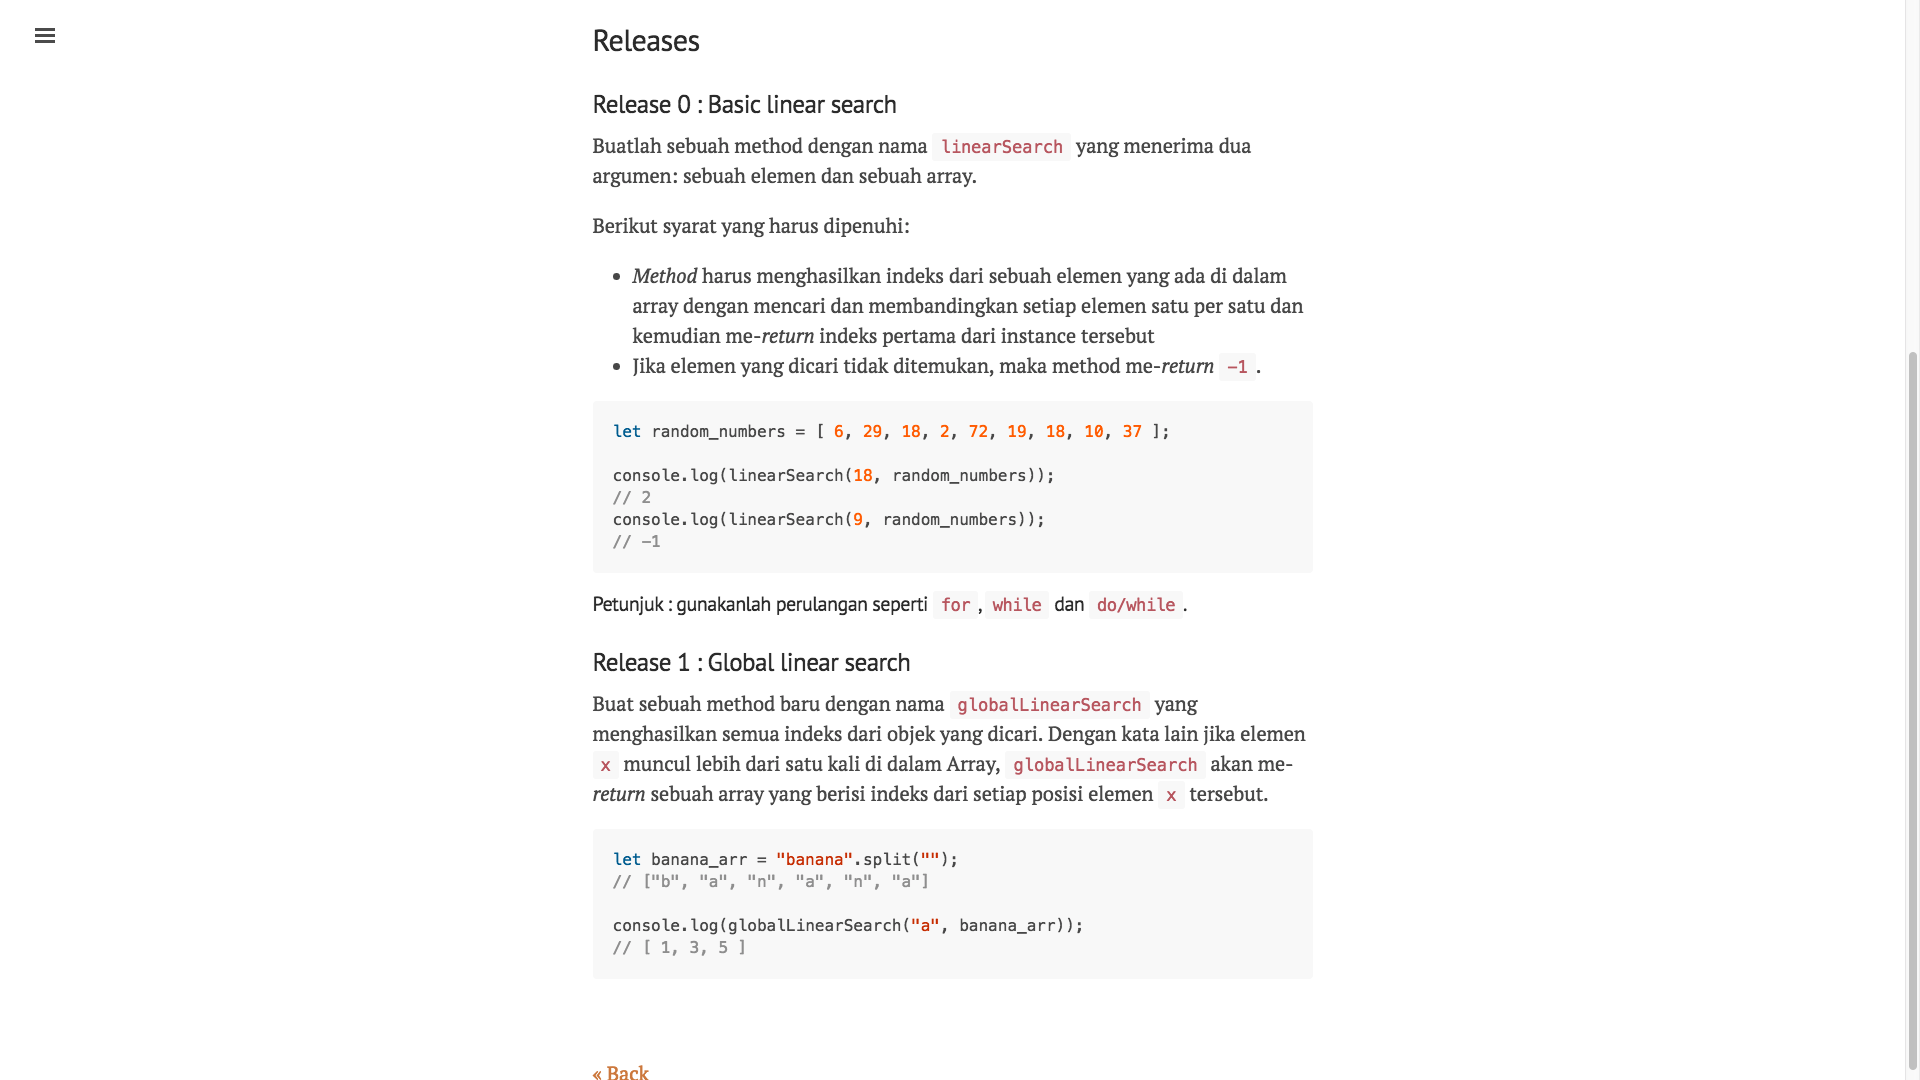 Releases
Release 0 : Basic linear search
Buatlah sebuah method dengan nama linearSearch yang menerima dua
argumen: sebuah elemen dan sebuah array.
Berikut syarat yang harus dipenuhi:
• Method harus menghasilkan indeks dari sebuah elemen yang ada di dalam
array dengan mencari dan membandingkan setiap elemen satu per satu dan
kemudian me-return indeks pertama dari instance tersebut
• Jika elemen yang dicari tidak ditemukan, maka method me-return -1 .
let random_numbers = [ 6, 29, 18, 2, 72, 19, 18, 10, 37 ];
console.log(linearSearch(18, random_numbers));
// 2
console.log(linearSearch(9, random_numbers));
// -1
Petunjuk : gunakanlah perulangan seperti for , while dan do/while .
Release 1 : Global linear search
Buat sebuah method baru dengan nama globalLinearSearch yang
menghasilkan semua indeks dari objek yang dicari. Dengan kata lain jika elemen
x muncul lebih dari satu kali di dalam Array, globalLinearSearch akan me-
return sebuah array yang berisi indeks dari setiap posisi elemen x tersebut.
let banana_arr = "banana".split("");
// ["b", "a", "n", "a", "n", "a"]
console.log(globalLinearSearch("a", banana_arr));
// [ 1, 3, 5 ]
« Back